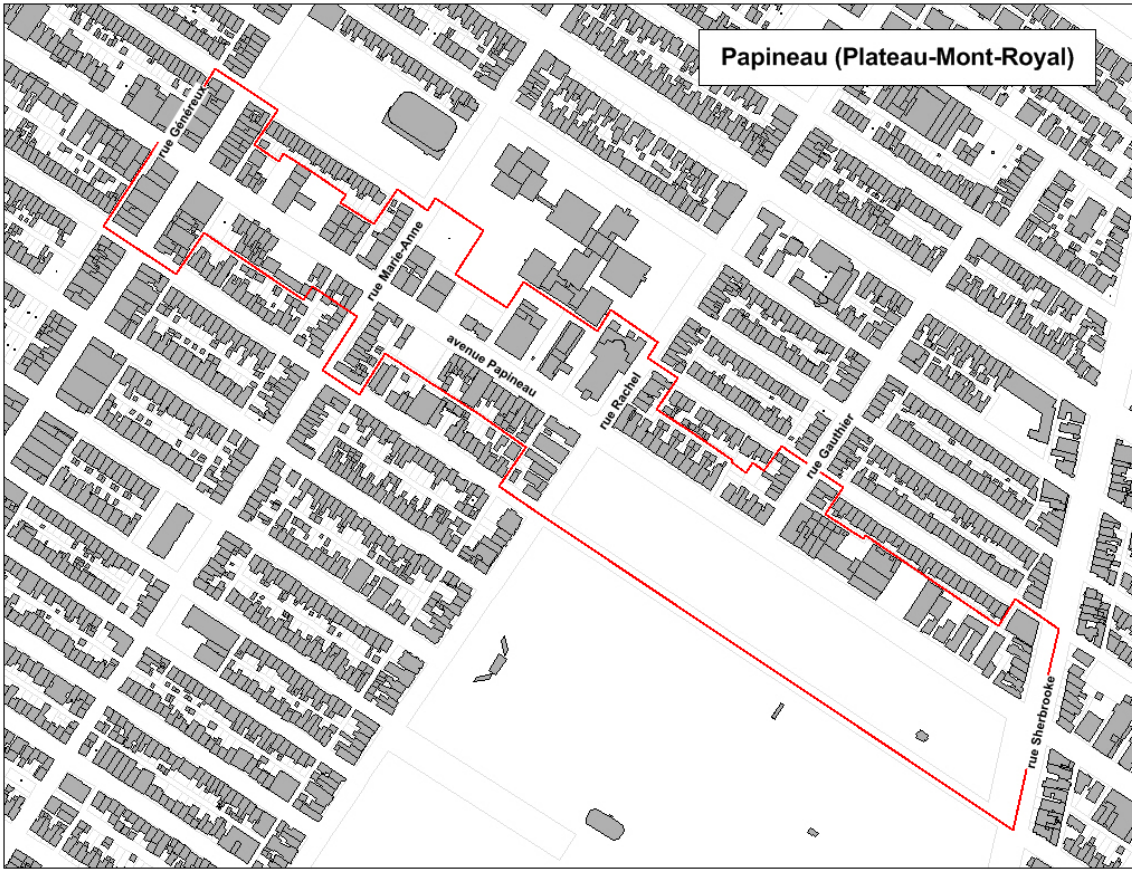 Papineau (Plateau-Mont-Royal)
rue Généreux
rue Marie-Anne
avenue Papineau
rue Rachel
rue Gauthier
rue Sherbrooke